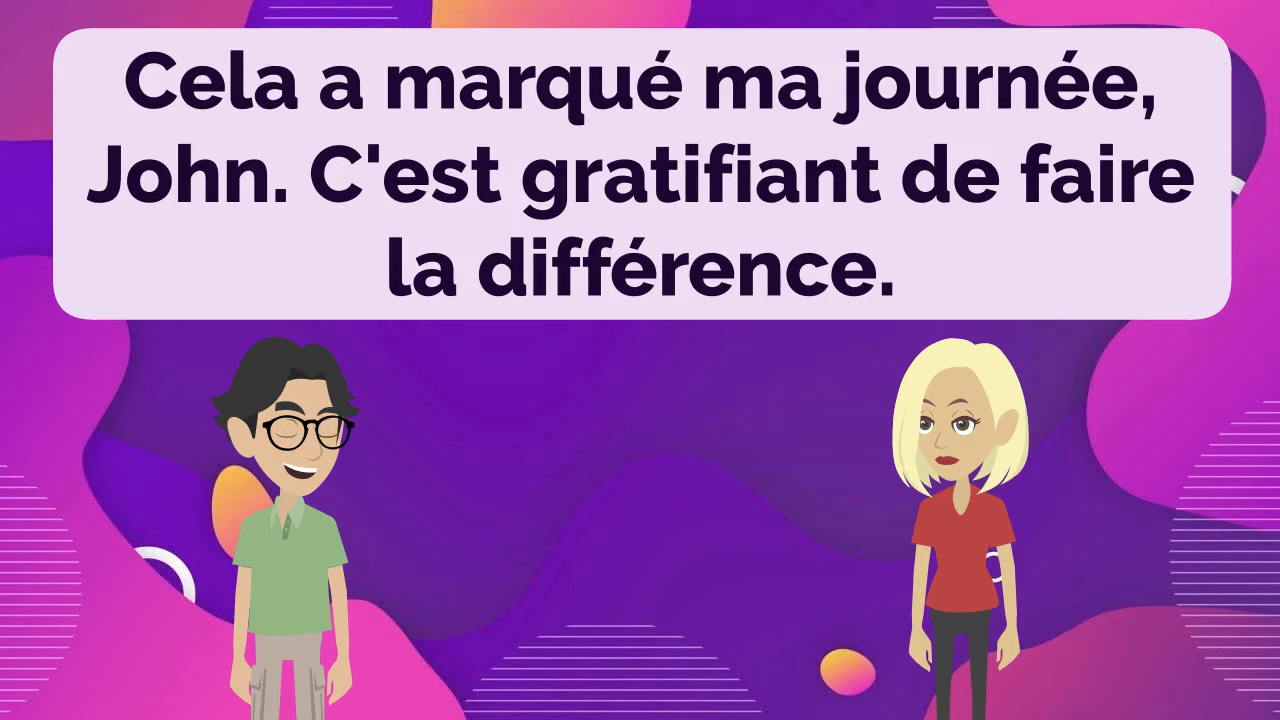 Cela a marqué ma journée,
John. C'est gratifiant de faire
la différence.